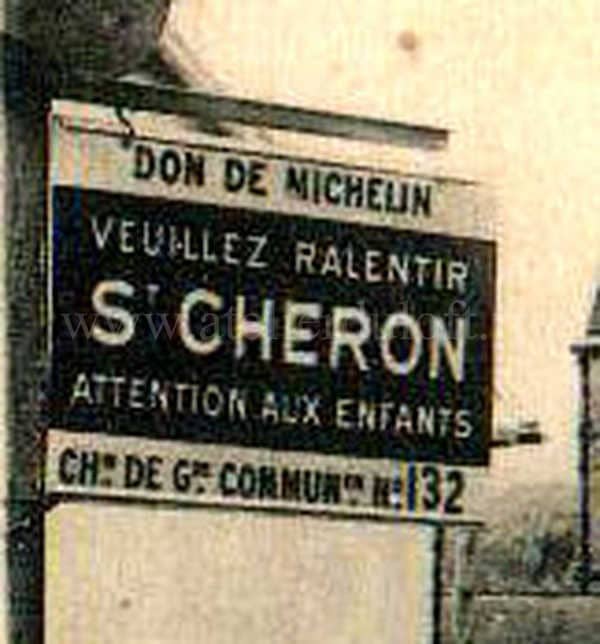 DON DE MICHELIN
VEUILLEZ RALENTIR
ST CHERON
ATTENTION AUX ENFANTS
CHIN DE GDE COMMUNON No 132